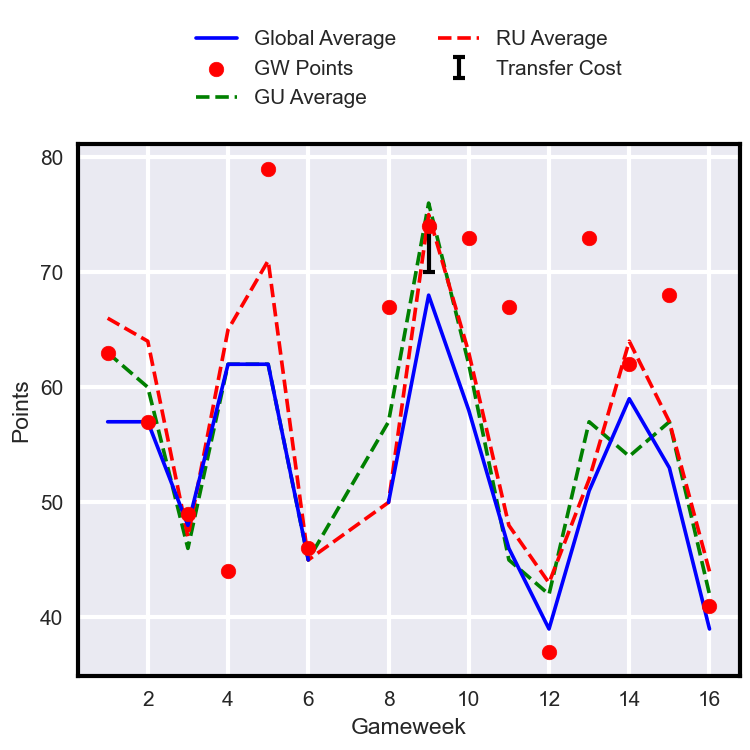 Global Average
GW Points
GU Average
RU Average
Transfer Cost
80
70
60
50
40
Points
2 4 6 8 10 12 14 16
Gameweek